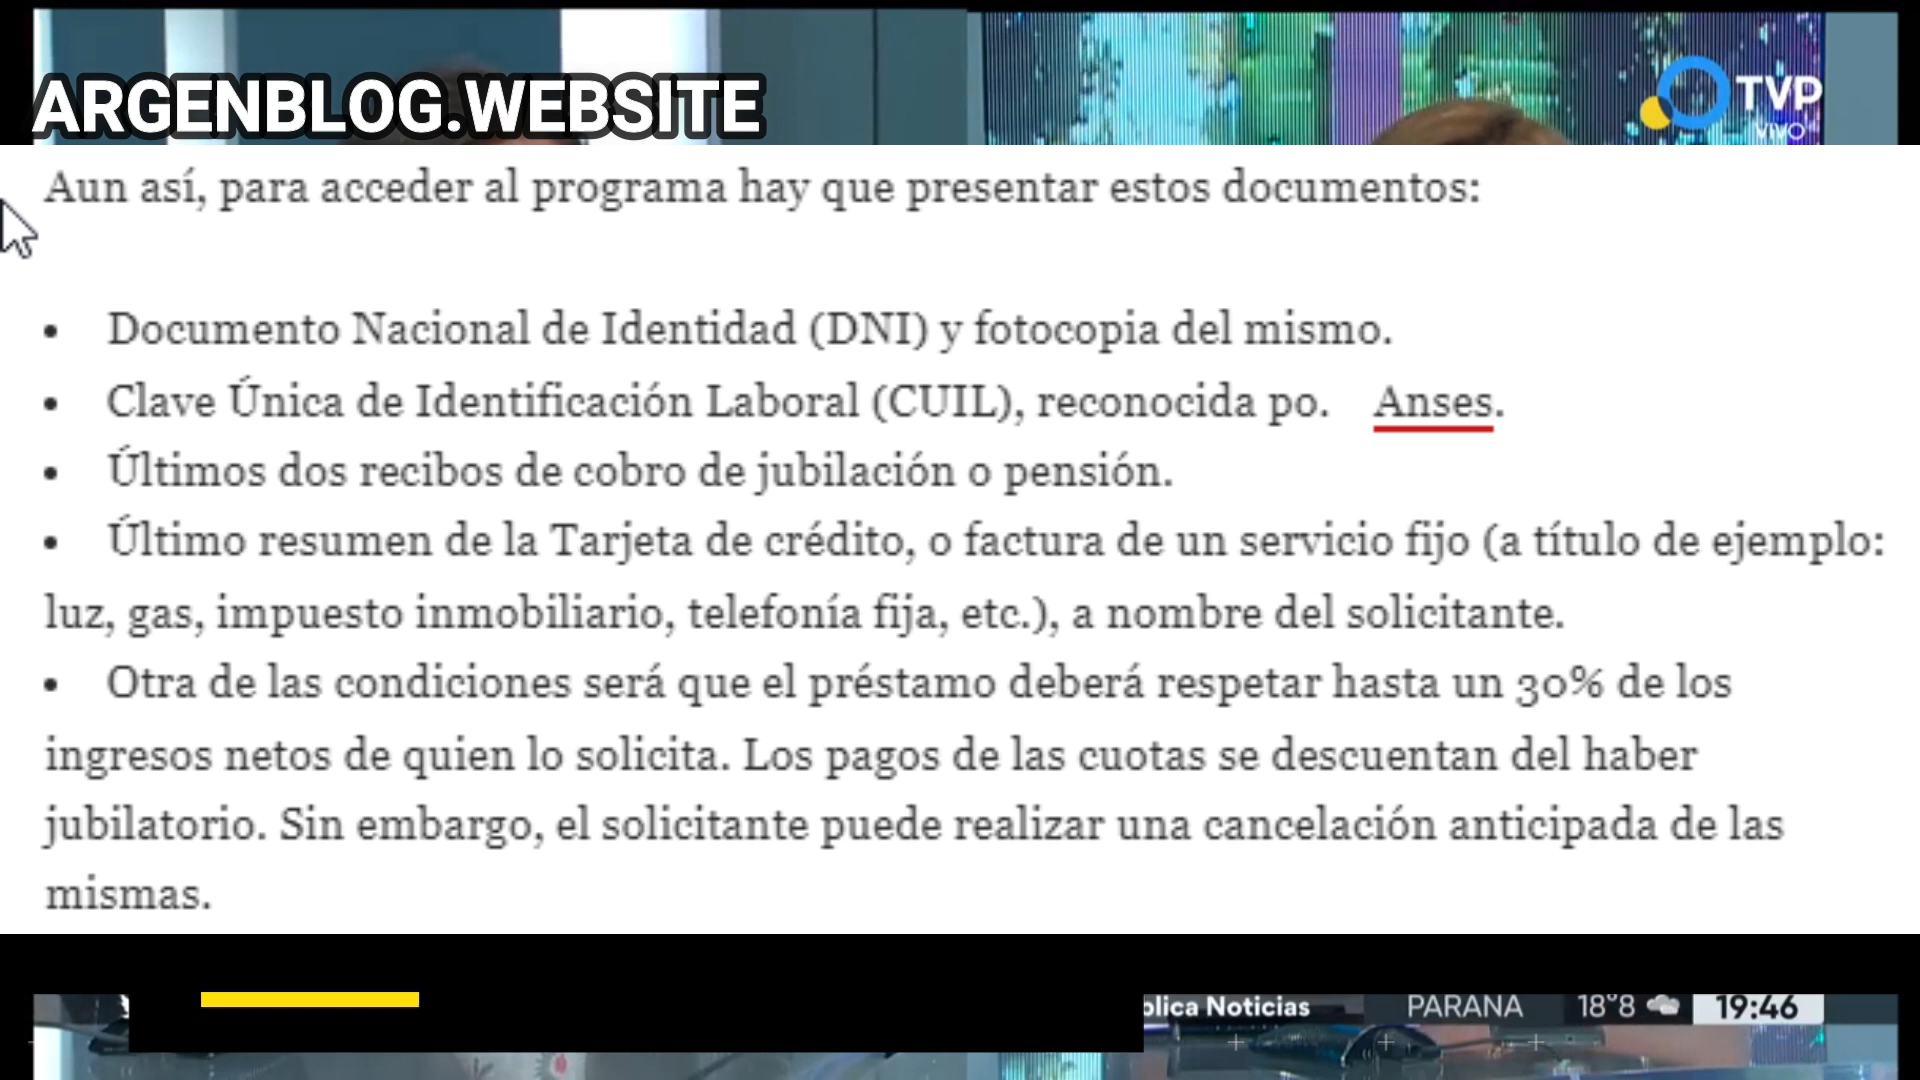 ARGENBLOG.WEBSITE
TVP
VIVO
Aun así, para acceder al programa hay que presentar estos documentos:
• Documento Nacional de Identidad (DNI) y fotocopia del mismo.
• Clave Única de Identificación Laboral (CUIL), reconocida po. Anses.
• Últimos dos recibos de cobro de jubilación o pensión.
• Último resumen de la Tarjeta de crédito, o factura de un servicio fijo (a título de ejemplo:
luz, gas, impuesto inmobiliario, telefonía fija, etc.), a nombre del solicitante.
• Otra de las condiciones será que el préstamo deberá respetar hasta un 30% de los
ingresos netos de quien lo solicita. Los pagos de las cuotas se descuentan del haber
jubilatorio. Sin embargo, el solicitante puede realizar una cancelación anticipada de las
mismas.
blica Noticias PARANA 18°8 19:46